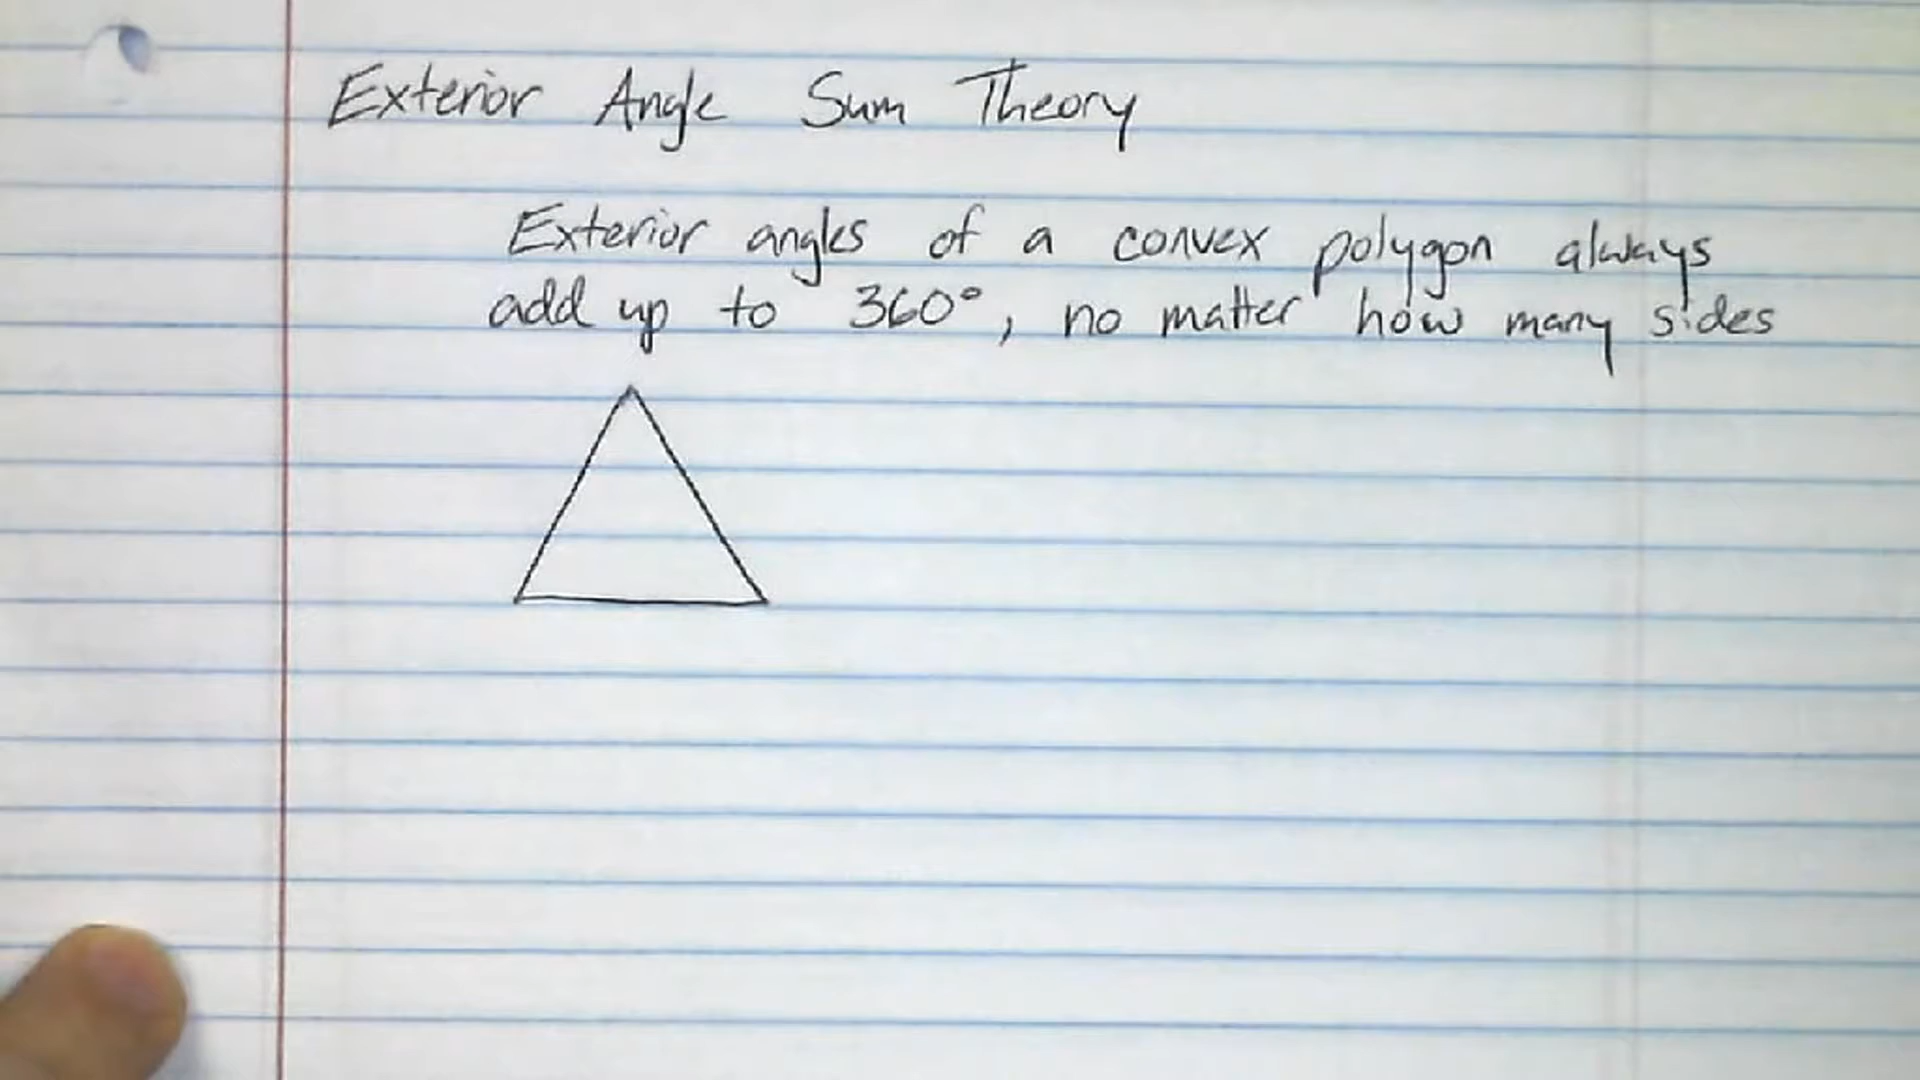 Exterior Angle Sum Theory
Exterior angles of a convex polygon always
add up to 360°, no matter how many sides